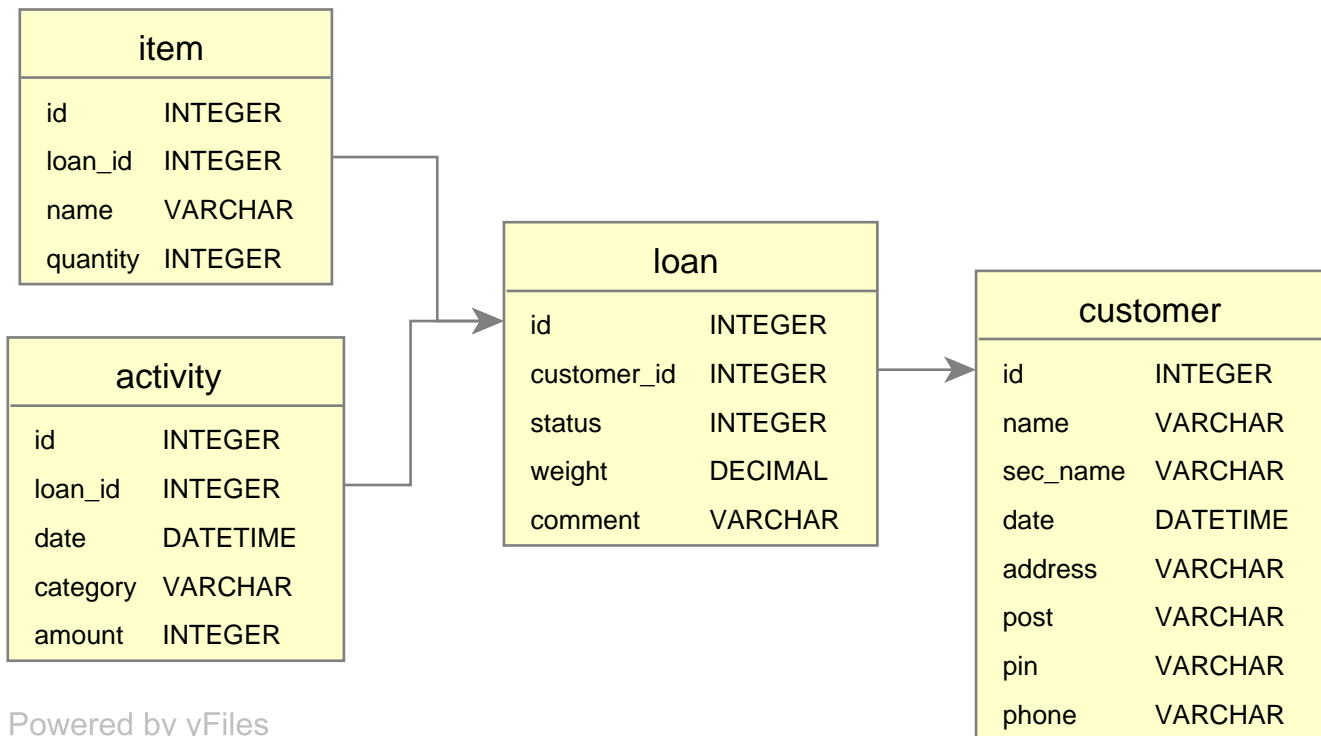 item
id INTEGER
loan_id INTEGER
name VARCHAR
quantity INTEGER
activity
id INTEGER
loan_id INTEGER
date DATETIME
category VARCHAR
amount INTEGER
loan
id INTEGER
customer_id INTEGER
status INTEGER
weight DECIMAL
comment VARCHAR
customer
id INTEGER
name VARCHAR
sec_name VARCHAR
date DATETIME
address VARCHAR
post VARCHAR
pin VARCHAR
phone VARCHAR
Powered by yFiles